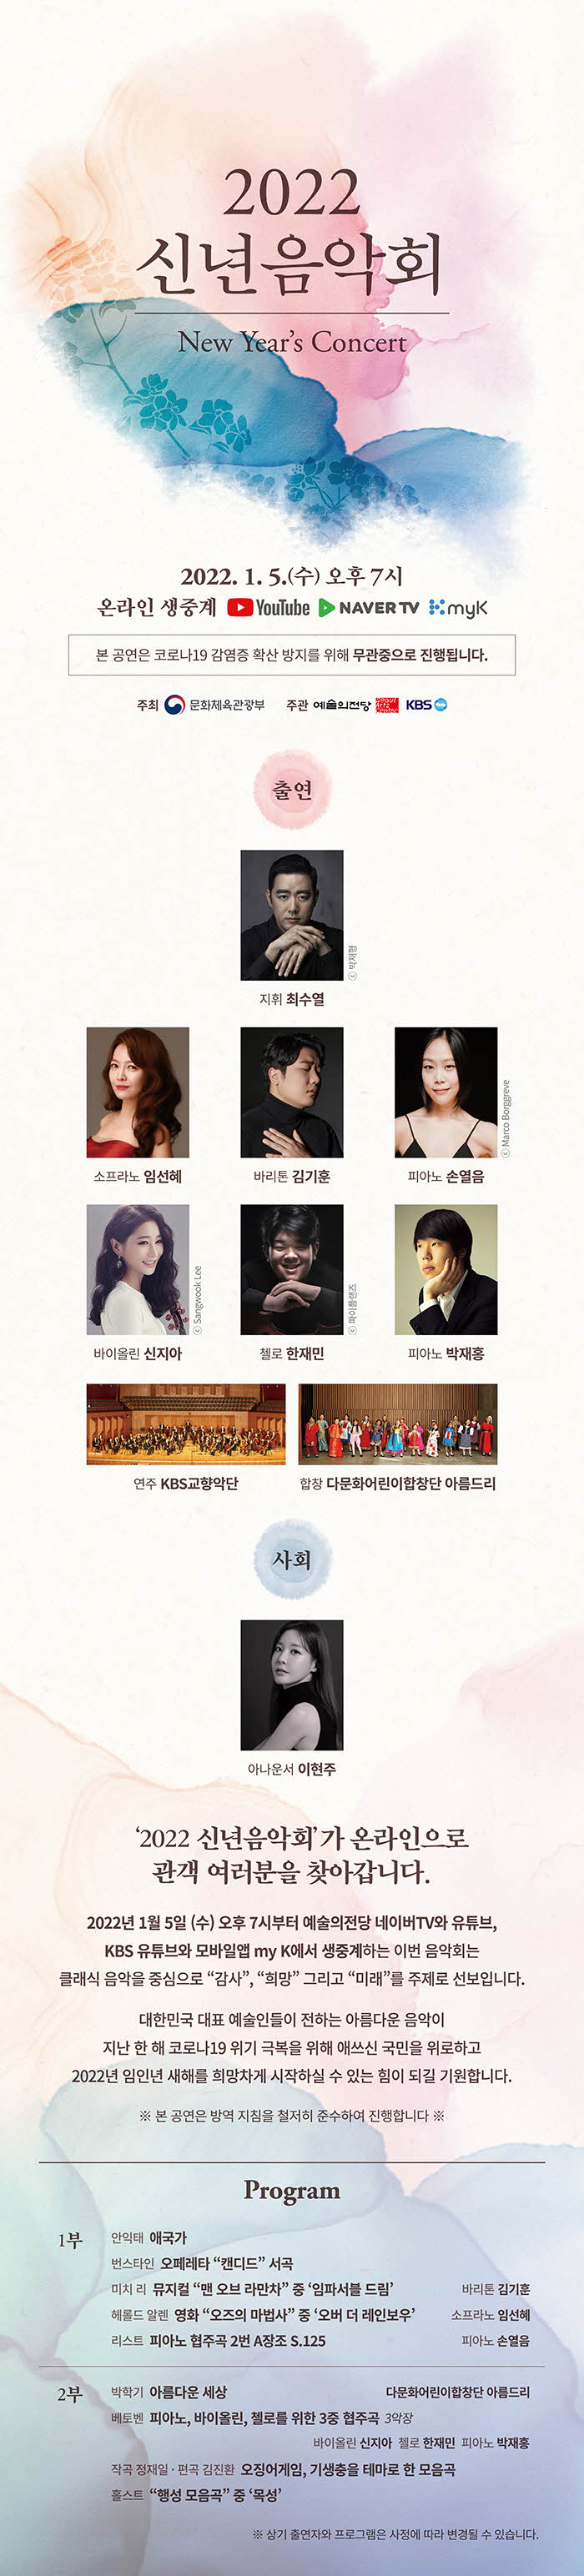 2022
신년음악회
New Year's Concert
2022. 1. 5.(수) 오후 7시
온라인 생중계 YouTube NAVER TV myK
본 공연은 코로나19 감염증 확산 방지를 위해 무관중으로 진행됩니다.
주최 문화체육관광부 주관 예술의전당 KBS
출연
ⓒ 박재형
지휘 최수열
ⓒ Marco Borggreve
소프라노 임선혜 바리톤 김기훈 피아노 손열음
ⓒ Sangwook Lee
바이올린 신지아 첼로 한재민 피아노 박재홍
연주 KBS교향악단 합창 다문화어린이합창단 아름드리
사회
아나운서 이현주
‘2022 신년음악회’가 온라인으로
관객 여러분을 찾아갑니다.
2022년 1월 5일 (수) 오후 7시부터 예술의전당 네이버TV와 유튜브,
KBS 유튜브와 모바일앱 my K에서 생중계하는 이번 음악회는
클래식 음악을 중심으로 “감사”, “희망” 그리고 “미래”를 주제로 선보입니다.
대한민국 대표 예술인들이 전하는 아름다운 음악이
지난 한 해 코로나19 위기 극복을 위해 애쓰신 국민을 위로하고
2022년 임인년 새해를 희망차게 시작하실 수 있는 힘이 되길 기원합니다.
※ 본 공연은 방역 지침을 철저히 준수하여 진행합니다 ※
Program
1부 안익태 애국가
번스타인 오페레타 “캔디드” 서곡
미치 리 뮤지컬 “맨 오브 라만차” 중 ‘임파서블 드림’ 바리톤 김기훈
헤롤드 알렌 영화 “오즈의 마법사” 중 ‘오버 더 레인보우’ 소프라노 임선혜
리스트 피아노 협주곡 2번 A장조 S.125 피아노 손열음
2부 박학기 아름다운 세상 다문화어린이합창단 아름드리
베토벤 피아노, 바이올린, 첼로를 위한 3중 협주곡 3악장
바이올린 신지아 첼로 한재민 피아노 박재홍
작곡 정재일 · 편곡 김진환 오징어게임, 기생충을 테마로 한 모음곡
홀스트 “행성 모음곡” 중 ‘목성’
※ 상기 출연자와 프로그램은 사정에 따라 변경될 수 있습니다.